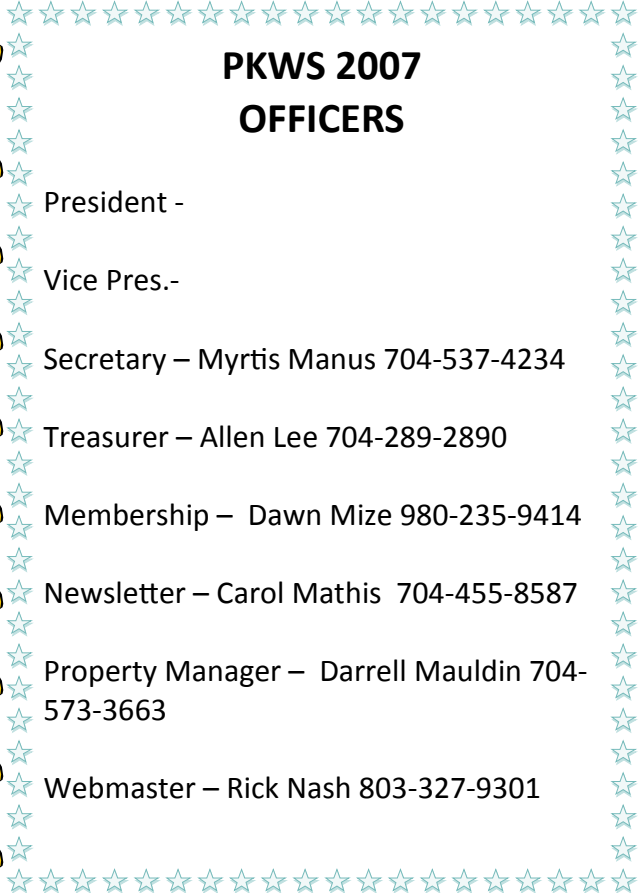 PKWS 2007
OFFICERS
President -
Vice Pres.-
Secretary – Myrtis Manus 704-537-4234
Treasurer – Allen Lee 704-289-2890
Membership –  Dawn Mize 980-235-9414
Newsletter – Carol Mathis  704-455-8587
Property Manager –  Darrell Mauldin 704-
573-3663
Webmaster – Rick Nash 803-327-9301